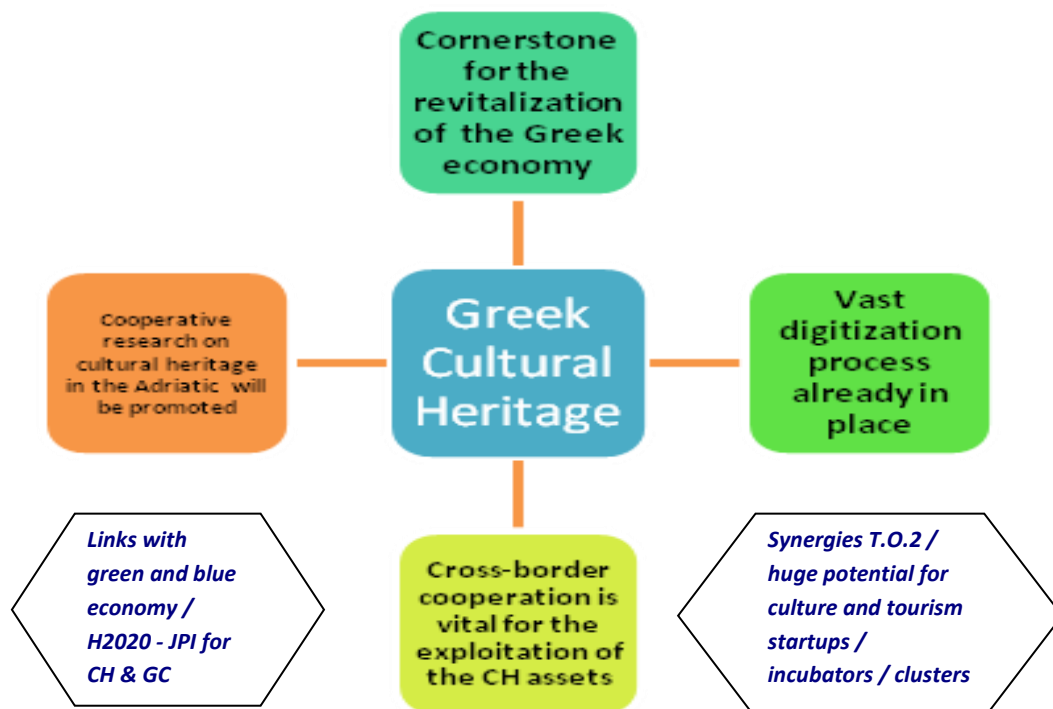 Cornerstone
for the
revitalization
of the Greek
economy
Cooperative
research on
cultural heritage
in the Adriatic will
be promoted
Greek
Cultural
Heritage
Vast
digitization
process
already in
place
Links with
green and blue
economy /
H2020 - JPI for
CH & GC
Cross-border
cooperation is
vital for the
exploitation of
the CH assets
Synergies T.O.2 /
huge potential for
culture and tourism
startups /
incubators / clusters